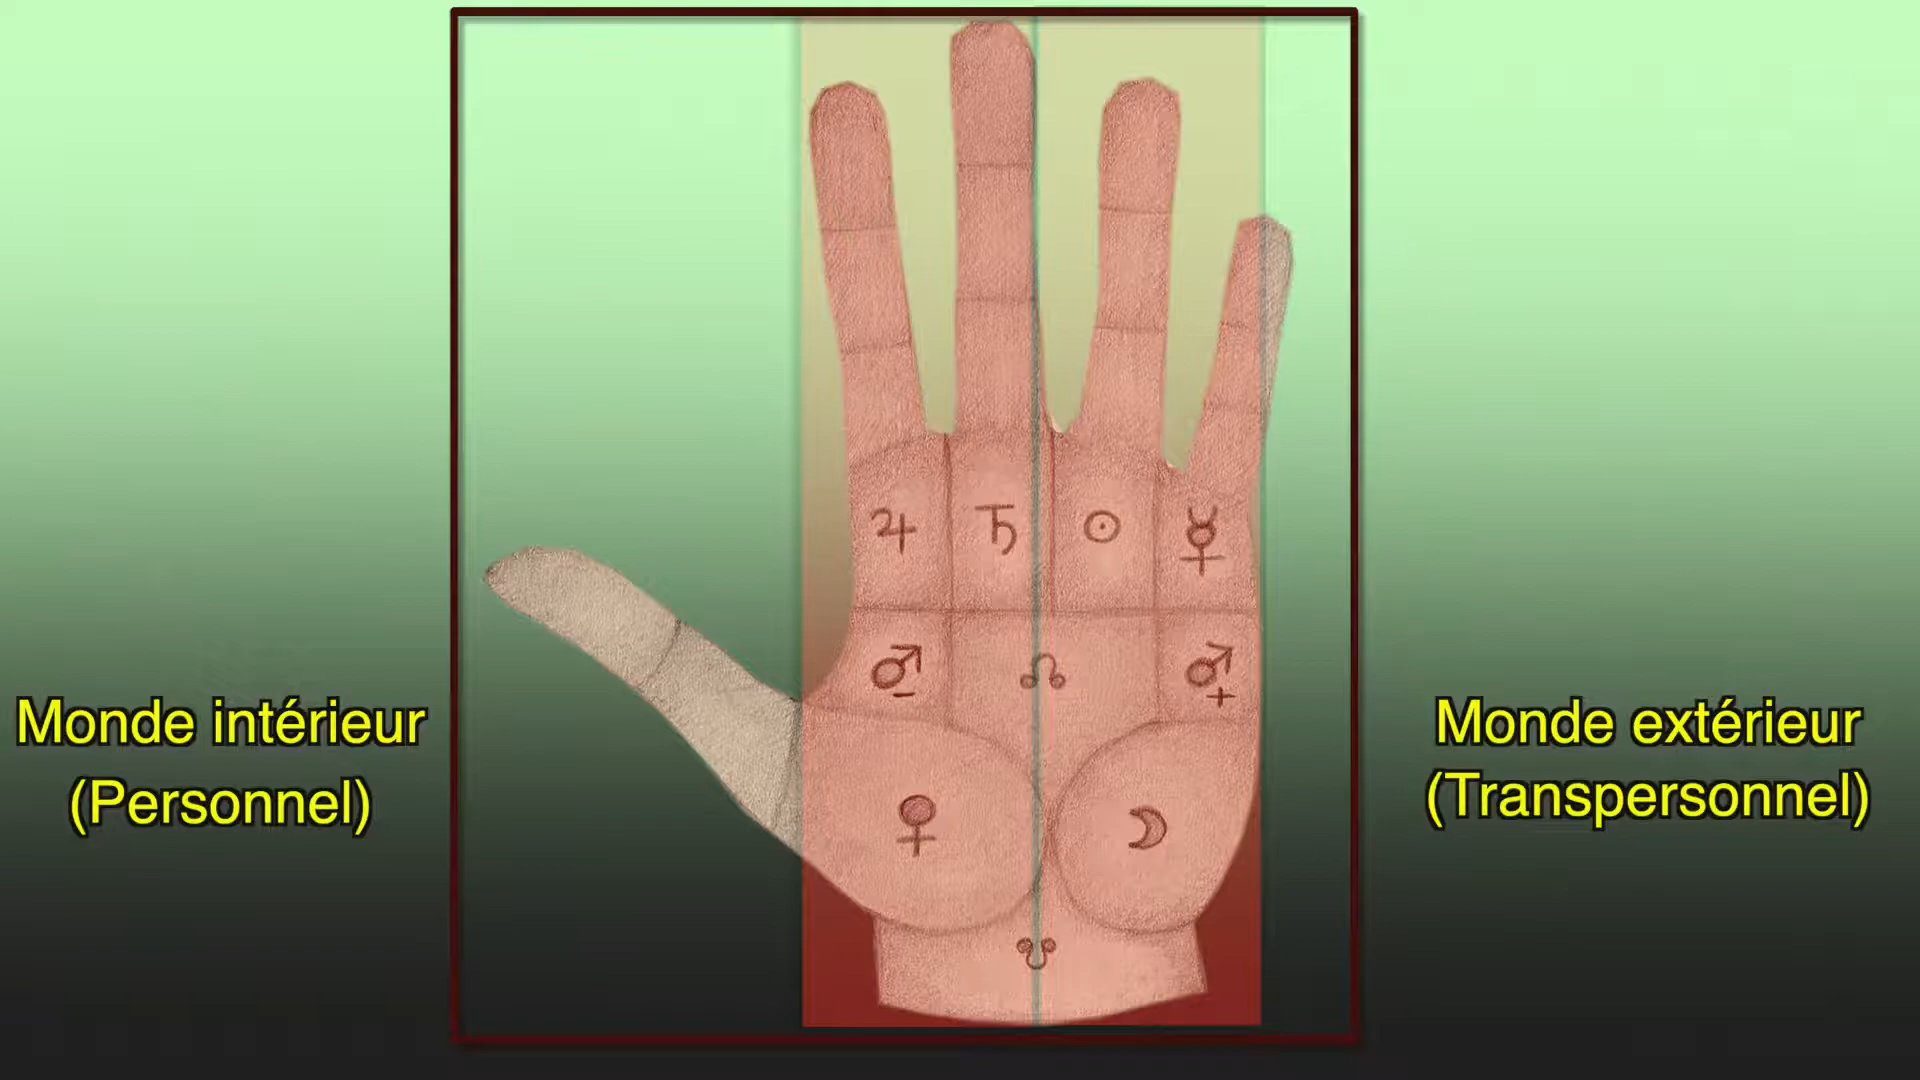 ♃ ♄ ☉ ☿
♂- ☊ ♂+
Monde intérieur
(Personnel)
Monde extérieur
(Transpersonnel)
♀ ☽
☋